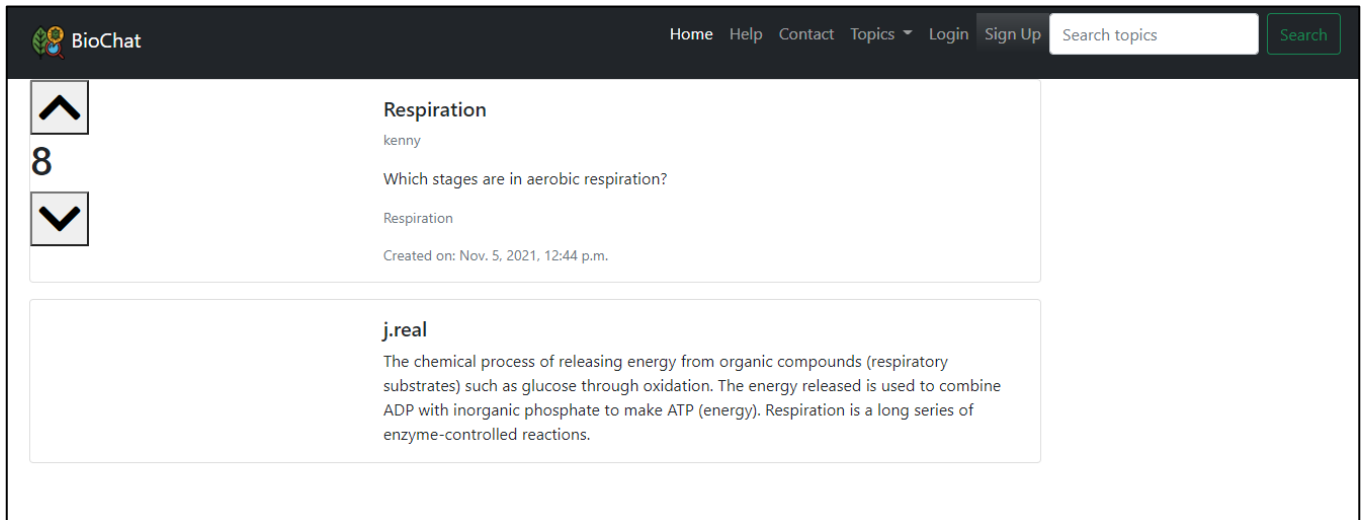 BioChat
Home Help Contact Topics Login Sign Up Search topics Search
8
Respiration
kenny
Which stages are in aerobic respiration?
Respiration
Created on: Nov. 5, 2021, 12:44 p.m.
j.real
The chemical process of releasing energy from organic compounds (respiratory
substrates) such as glucose through oxidation. The energy released is used to combine
ADP with inorganic phosphate to make ATP (energy). Respiration is a long series of
enzyme-controlled reactions.